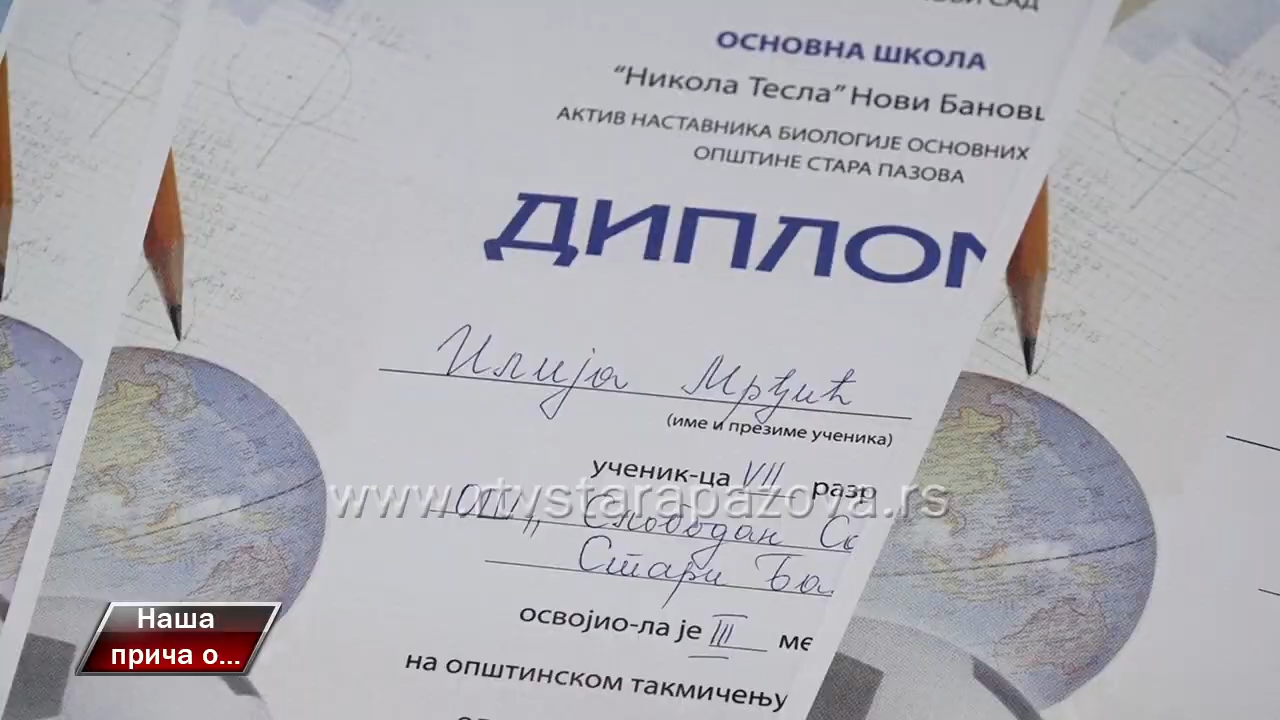 ОСНОВНА ШКОЛА
“Никола Тесла” Нови Бановц
АКТИВ НАСТАВНИКА БИОЛОГИЈЕ ОСНОВНИХ
ОПШТИНЕ СТАРА ПАЗОВА
ДИПЛОМ
Илија Мрђић
(име и презиме ученика)
ученик-ца VII разр
www.rtvstarapazova.rs
ОШ „ Слободан Са
Стари Ба
освојио-ла је III ме
на општинском такмичењу
Наша
прича о...